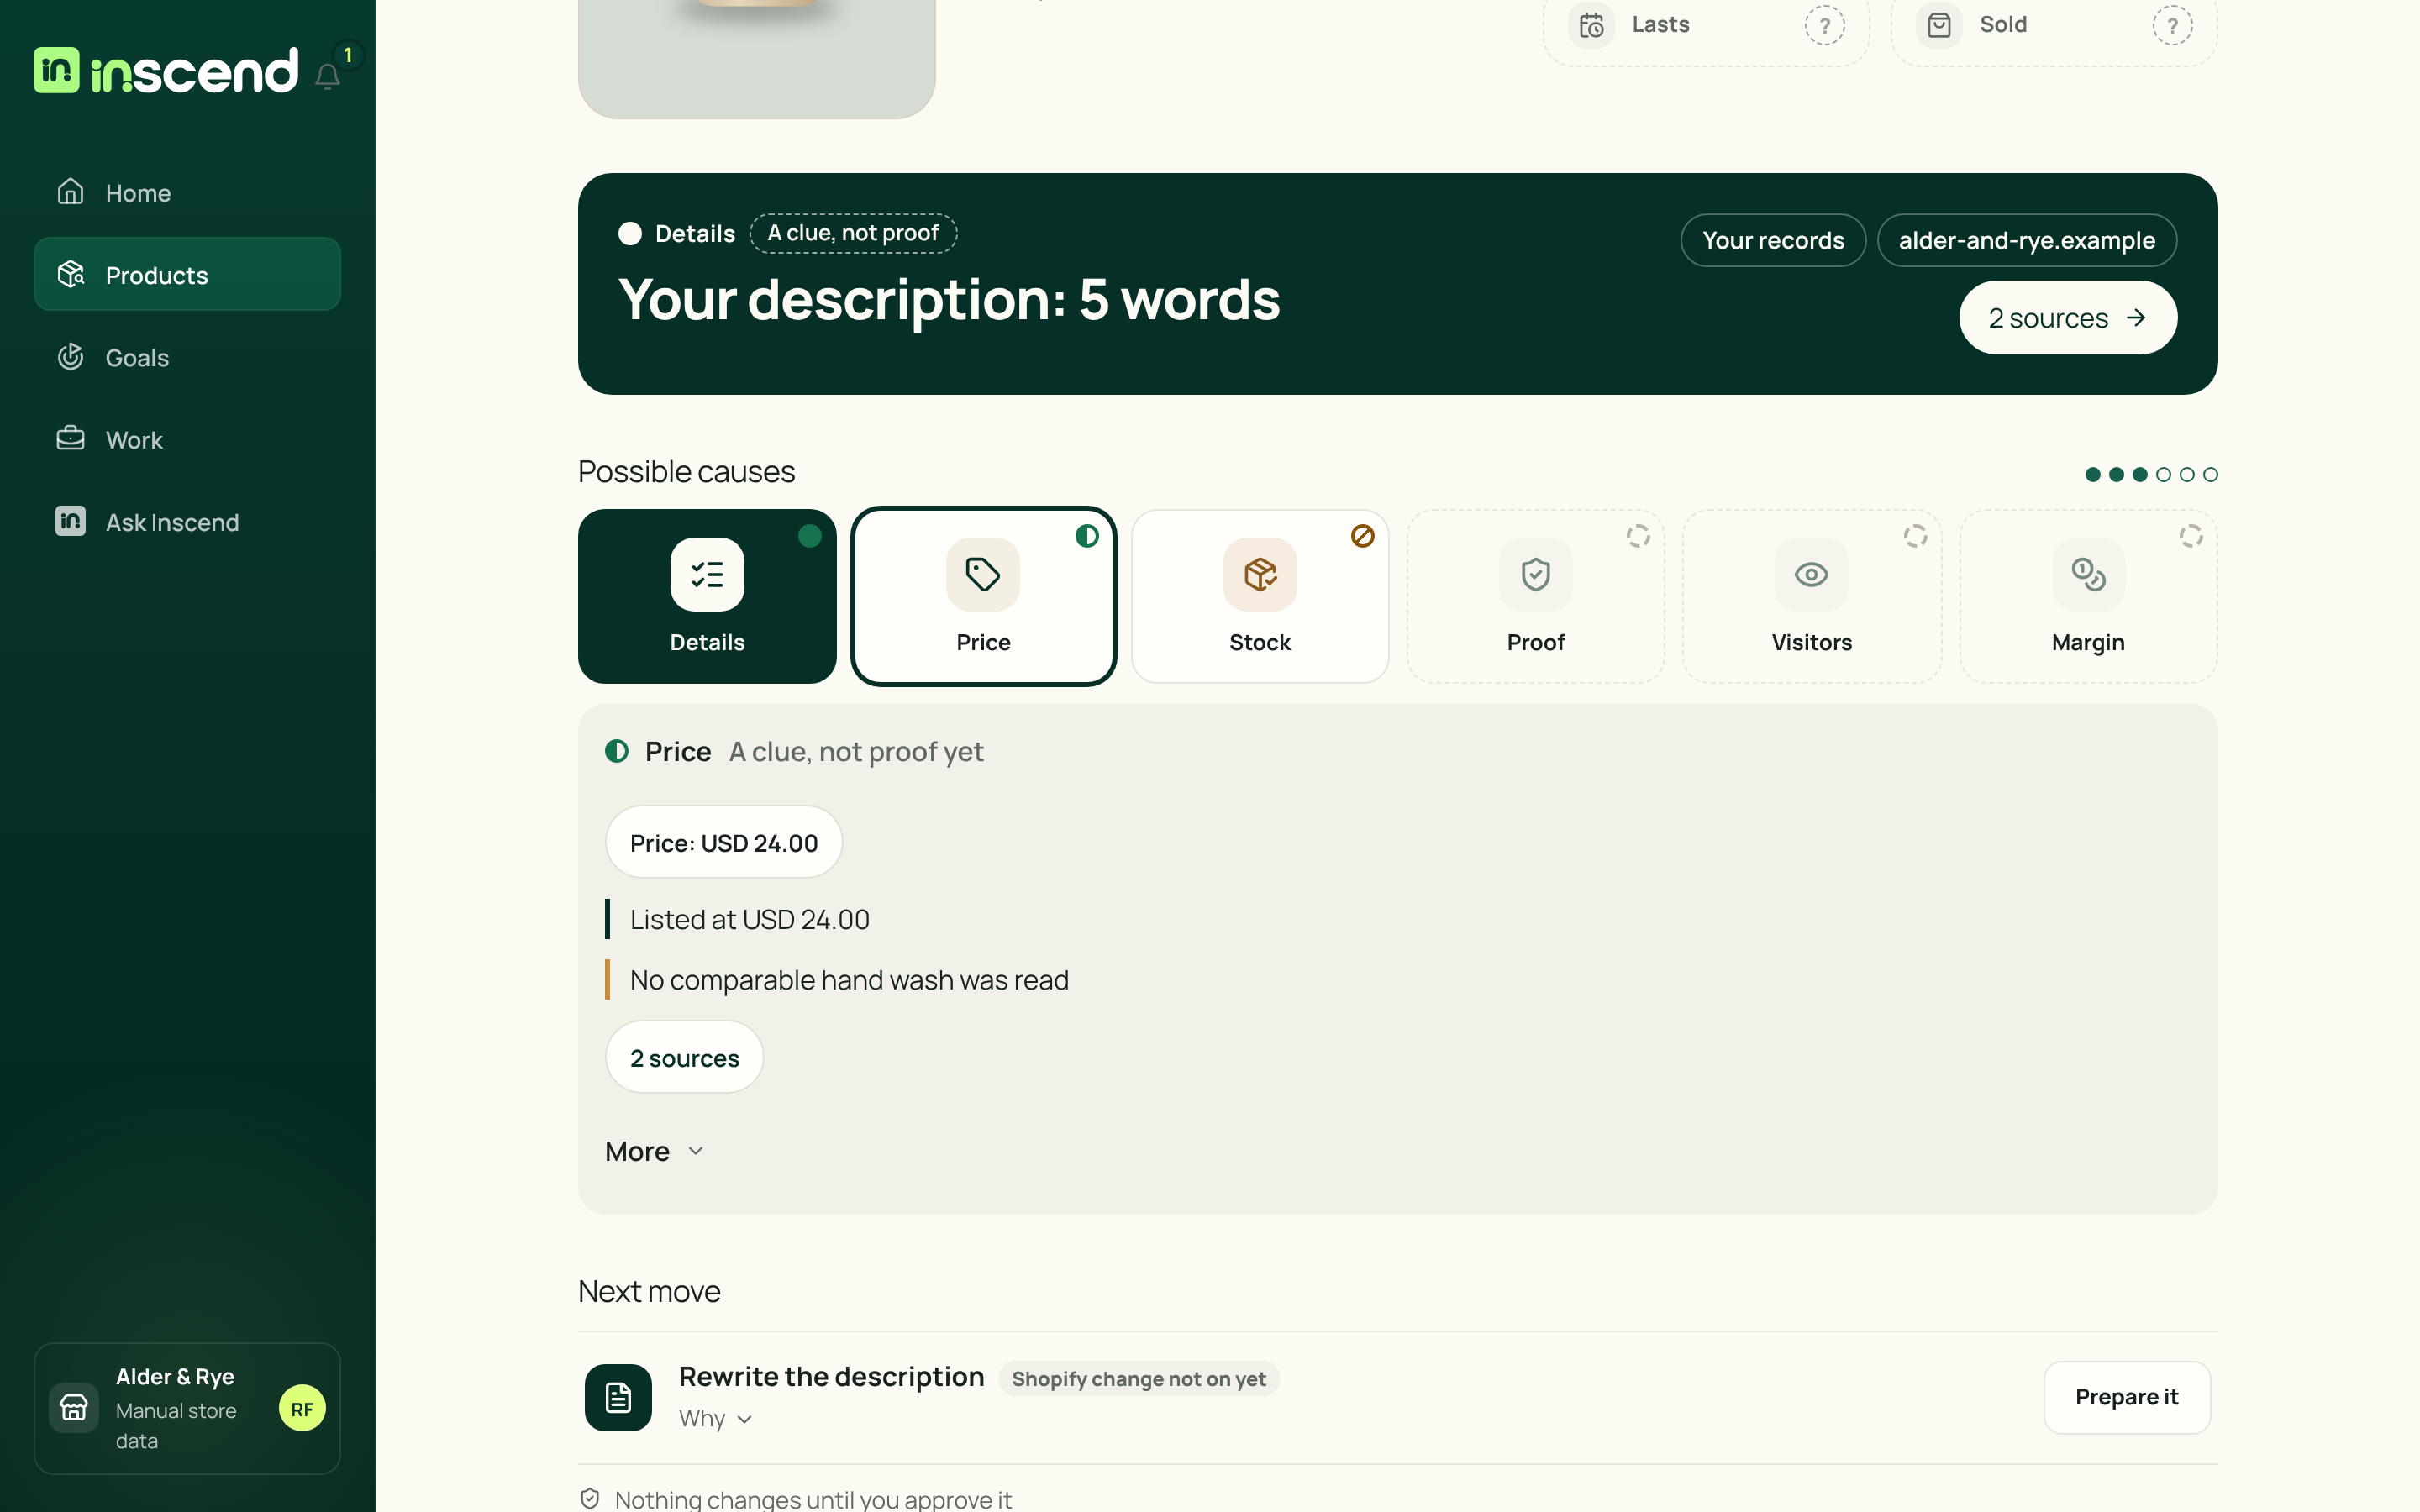 in inscend
1
Home
Products
Goals
Work
in Ask Inscend
Alder & Rye
Manual store
data
RF
Lasts
?
Sold
?
Details
A clue, not proof
Your records
alder-and-rye.example
Your description: 5 words
2 sources
Possible causes
Details
Price
Stock
Proof
Visitors
Margin
Price A clue, not proof yet
Price: USD 24.00
Listed at USD 24.00
No comparable hand wash was read
2 sources
More
Next move
Rewrite the description
Shopify change not on yet
Why
Prepare it
Nothing changes until you approve it